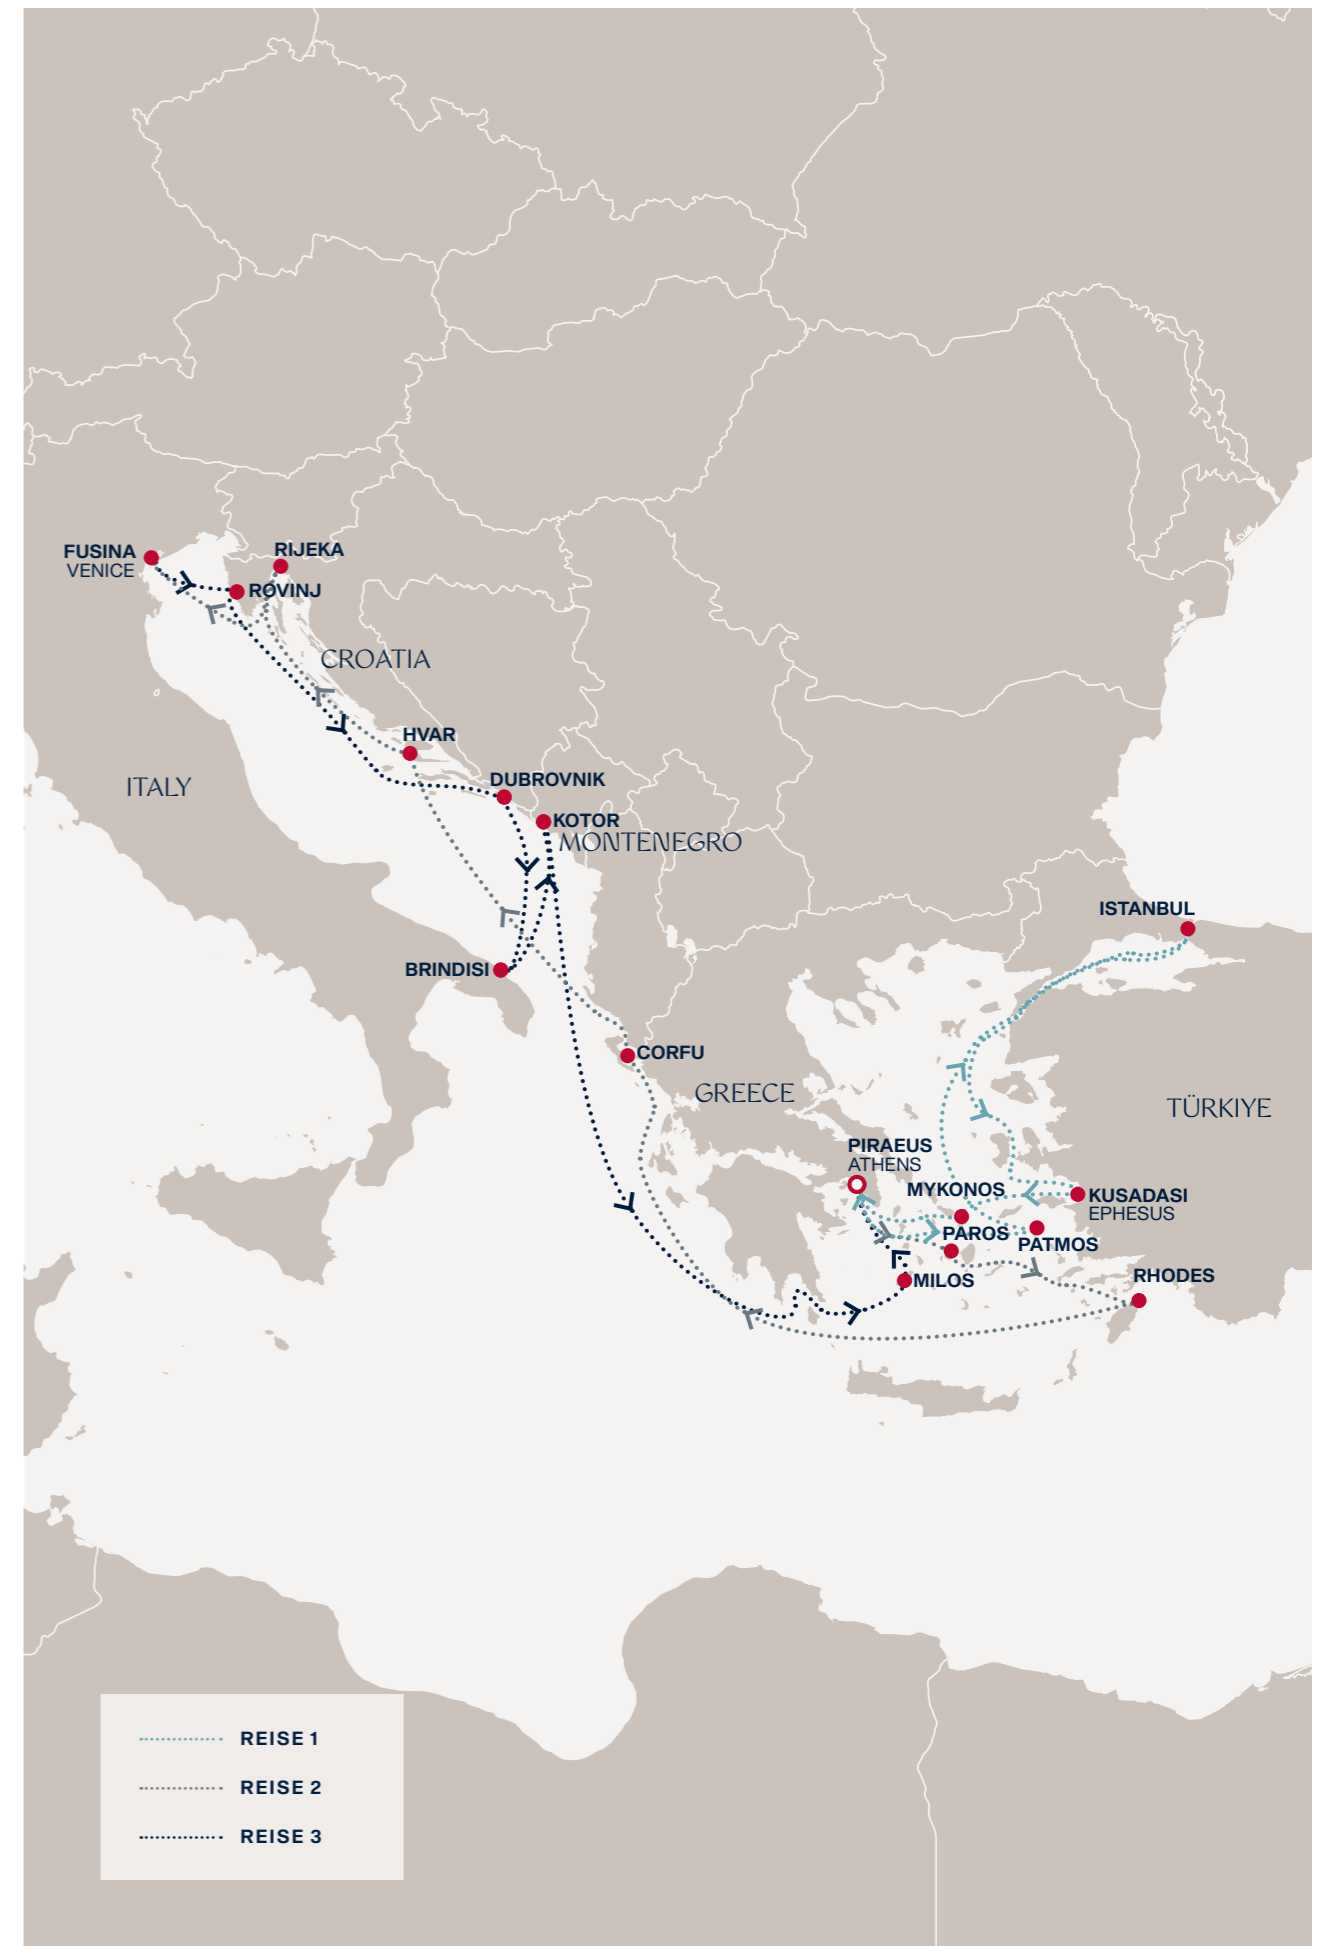 RIJEKA
FUSINA
VENICE
ROVINJ
CROATIA
HVAR
ITALY
DUBROVNIK
KOTOR
MONTENEGRO
ISTANBUL
BRINDISI
CORFU
GREECE
TÜRKIYE
PIRAEUS
ATHENS
MYKONOS
KUSADASI
EPHESUS
PAROS
PATMOS
MILOS
RHODES
REISE 1
REISE 2
REISE 3